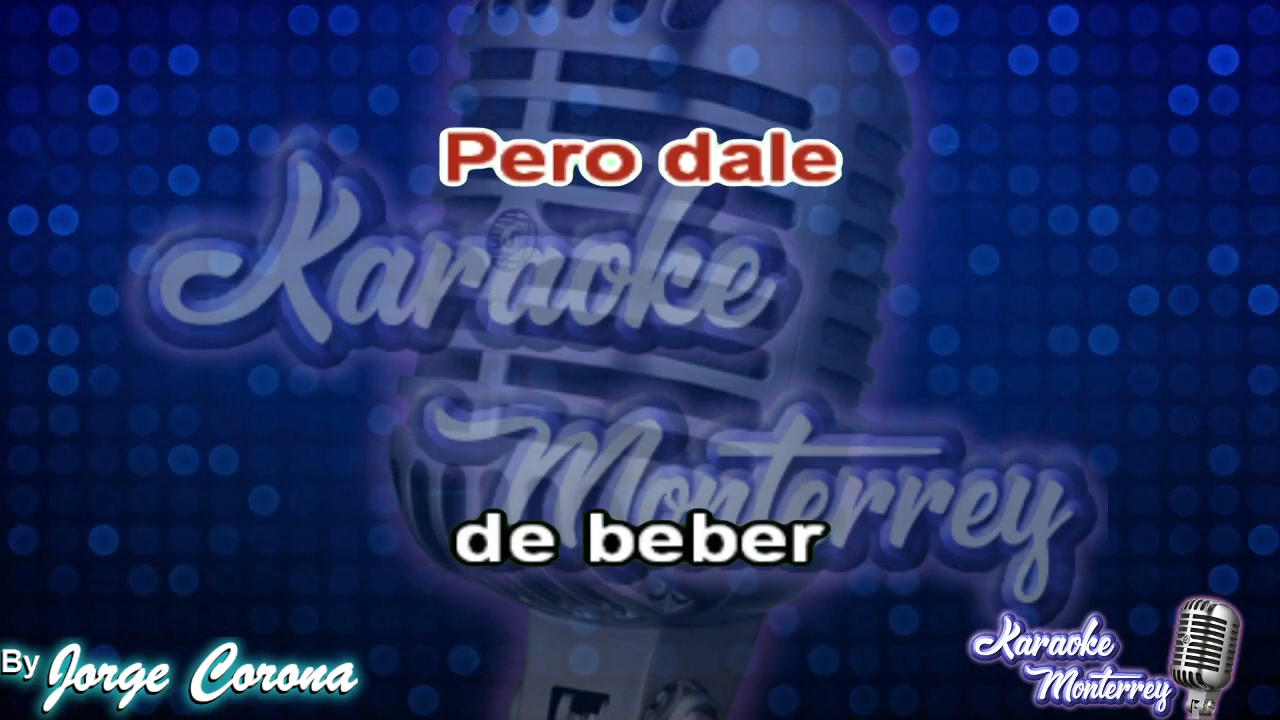 Pero dale
Karaoke
Monterrey
de beber
By Jorge Corona
Karaoke
Monterrey